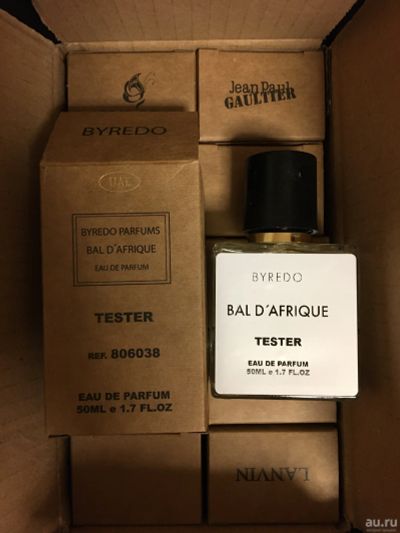 Jean Paul
GAULTIER
BYREDO
UAE
BYREDO PARFUMS
BAL D´AFRIQUE
EAU DE PARFUM
TESTER
REF. 806038
EAU DE PARFUM
50ML e 1.7 FL.OZ
BYREDO
BAL D´AFRIQUE
TESTER
EAU DE PARFUM
50ML e 1.7 FL.OZ
LANVIN
au.ru